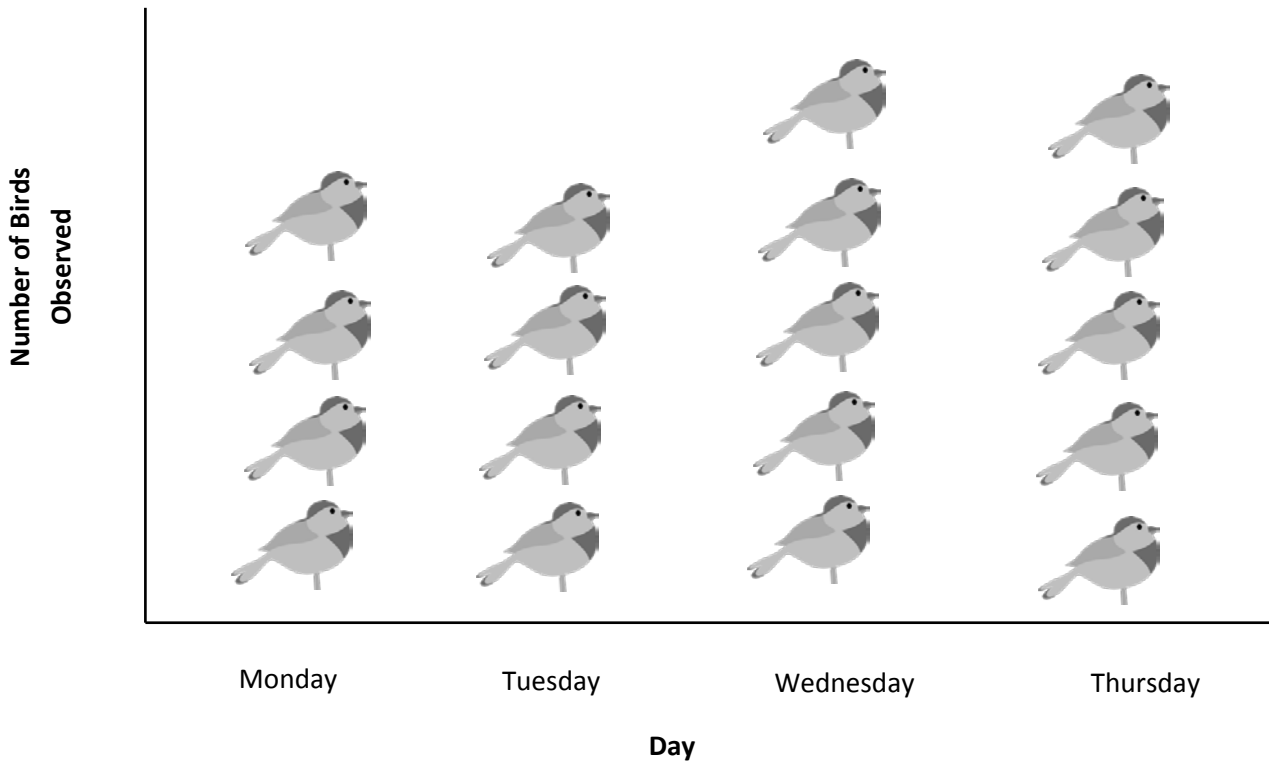 Number of Birds
Observed
Monday
Tuesday
Wednesday
Thursday
Day